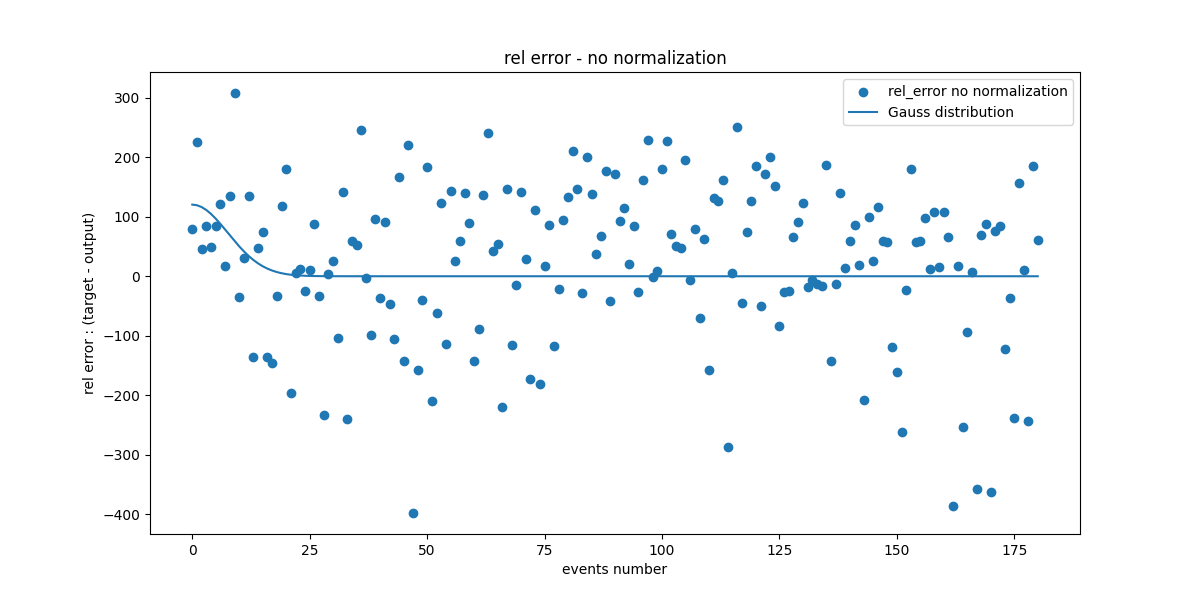 rel error - no normalization
rel_error no normalization
Gauss distribution
300
200
100
0
−100
−200
−300
−400
rel error : (target - output)
0 25 50 75 100 125 150 175
events number